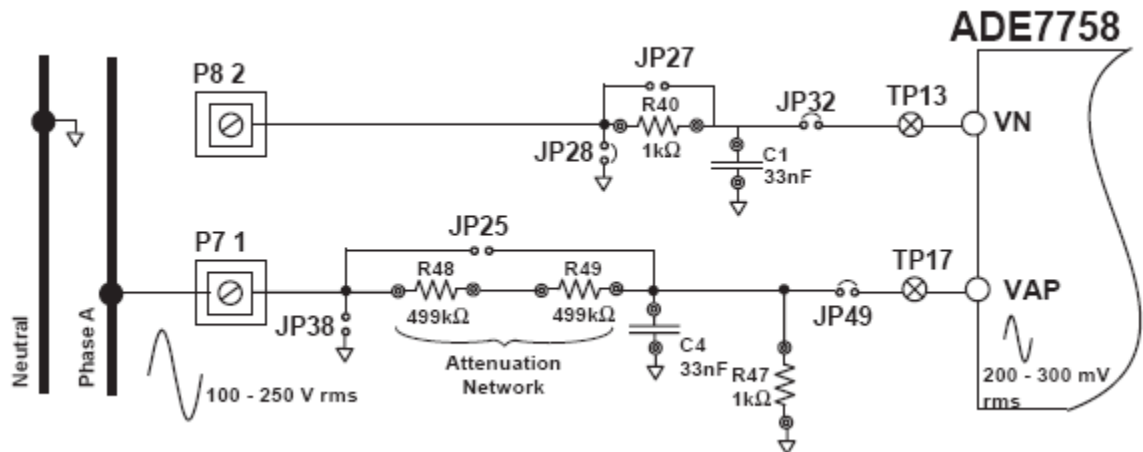 ADE7758
P8 2
JP27
R40
1kΩ
JP28
C1
33nF
JP32
TP13
VN
P7 1
JP25
R48
499kΩ
R49
499kΩ
JP38
Attenuation
Network
C4
33nF
R47
1kΩ
JP49
TP17
VAP
200 - 300 mV
rms
Neutral
Phase A
100 - 250 V rms